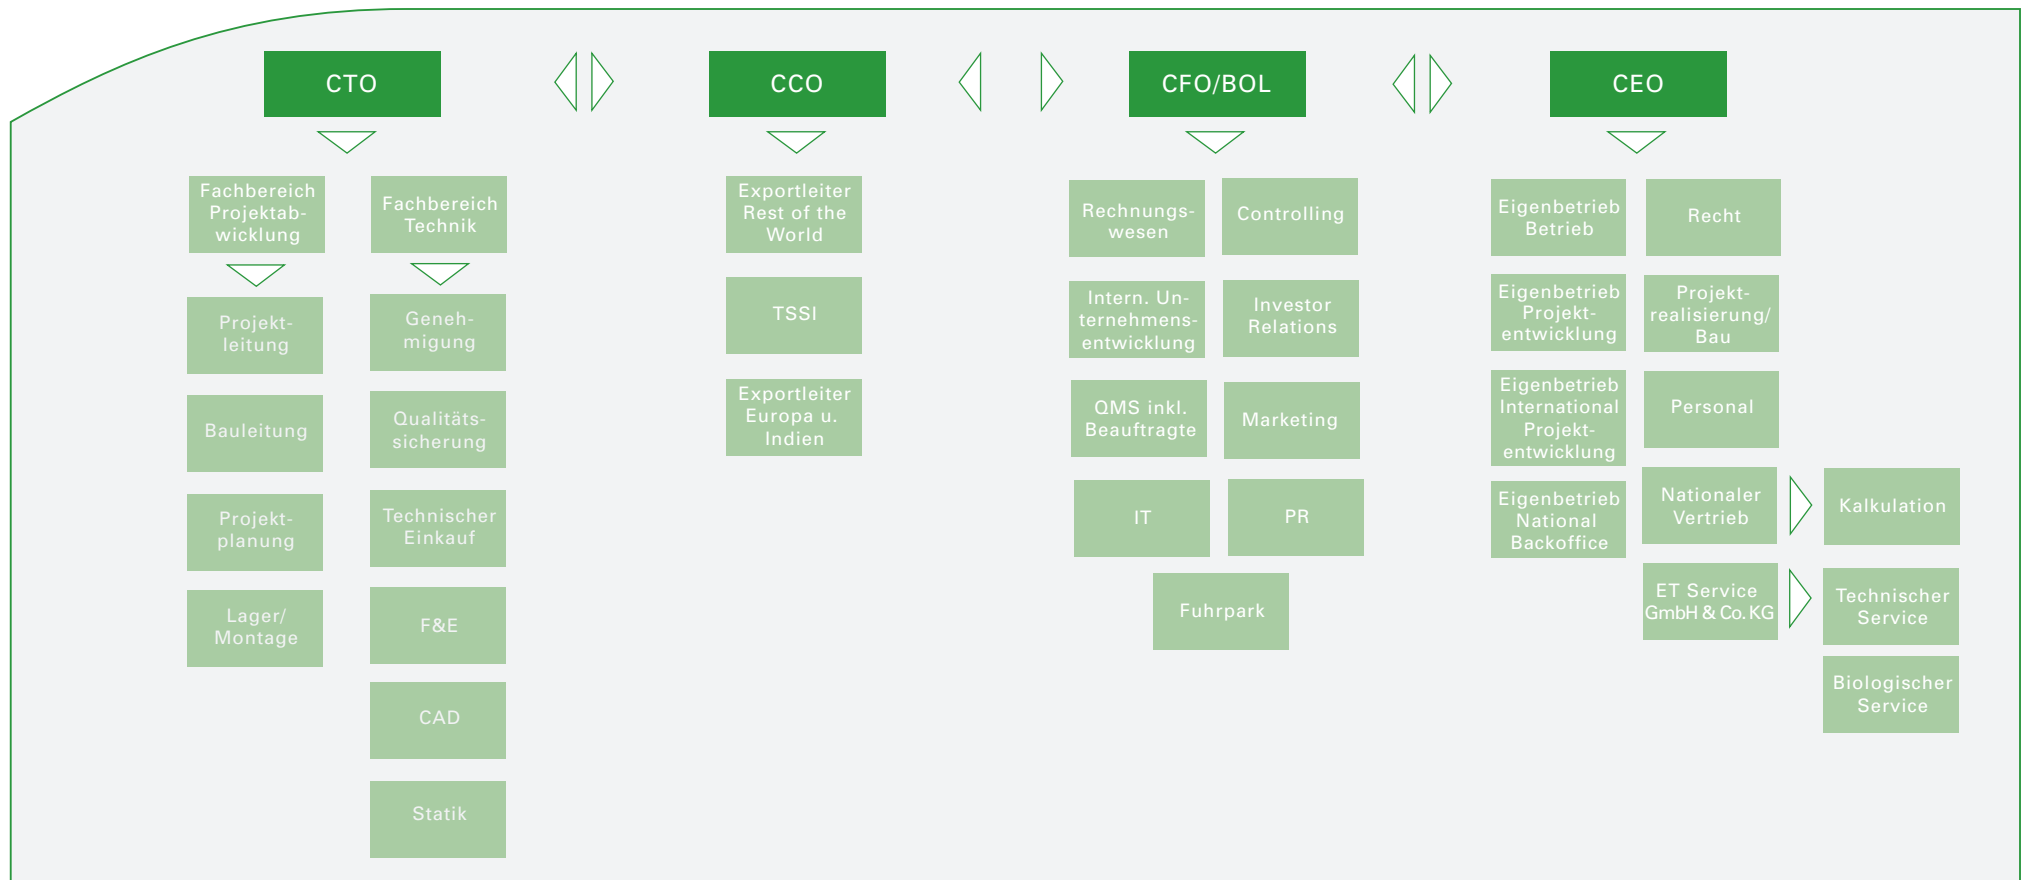 CTO
CCO
CFO/BOL
CEO
Fachbereich
Projektab-
wicklung
Fachbereich
Technik
Projekt-
leitung
Geneh-
migung
Bauleitung
Qualitäts-
sicherung
Projekt-
planung
Technischer
Einkauf
Lager/
Montage
F&E
CAD
Statik
Exportleiter
Rest of the
World
TSSI
Exportleiter
Europa u.
Indien
Rechnungs-
wesen
Controlling
Intern. Un-
ternehmens-
entwicklung
Investor
Relations
QMS inkl.
Beauftragte
Marketing
IT
PR
Fuhrpark
Eigenbetrieb
Betrieb
Recht
Eigenbetrieb
Projekt-
entwicklung
Projekt-
realisierung/
Bau
Eigenbetrieb
International
Projekt-
entwicklung
Personal
Eigenbetrieb
National
Backoffice
Nationaler
Vertrieb
Kalkulation
ET Service
GmbH & Co. KG
Technischer
Service
Biologischer
Service